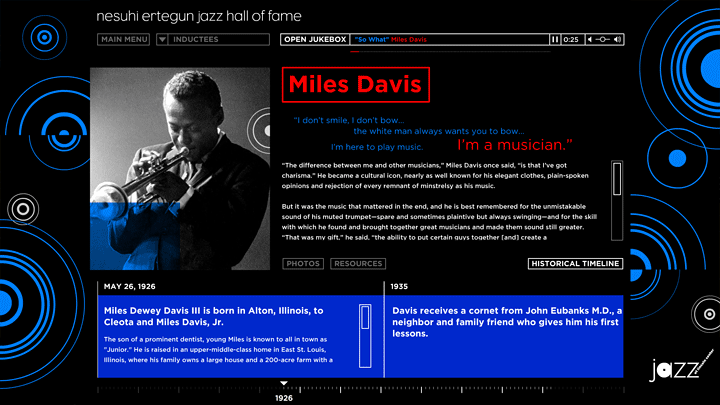 nesuhi ertegun jazz hall of fame
MAIN MENU
INDUCTEES
OPEN JUKEBOX "So What" Miles Davis 0:25
Miles Davis
"I don't smile, I don't bow...
the white man always wants you to bow...
I'm here to play music. I'm a musician."
"The difference between me and other musicians," Miles Davis once said, "is that I've got
charisma." He became a cultural icon, nearly as well known for his elegant clothes, plain-spoken
opinions and rejection of every remnant of minstrelsy as his music.
But it was the music that mattered in the end, and he is best remembered for the unmistakable
sound of his muted trumpet—spare and sometimes plaintive but always swinging—and for the skill
with which he found and brought together great musicians and made them sound still greater.
"That was my gift," he said, "the ability to put certain guys together [and] create a
PHOTOS
RESOURCES
HISTORICAL TIMELINE
MAY 26, 1926
Miles Dewey Davis III is born in Alton, Illinois, to
Cleota and Miles Davis, Jr.
The son of a prominent dentist, young Miles is known to all in town as
"Junior." He is raised in an upper-middle-class home in East St. Louis,
Illinois, where his family owns a large house and a 200-acre farm with a
1935
Davis receives a cornet from John Eubanks M.D., a
neighbor and family friend who gives him his first
lessons.
1926
jazz